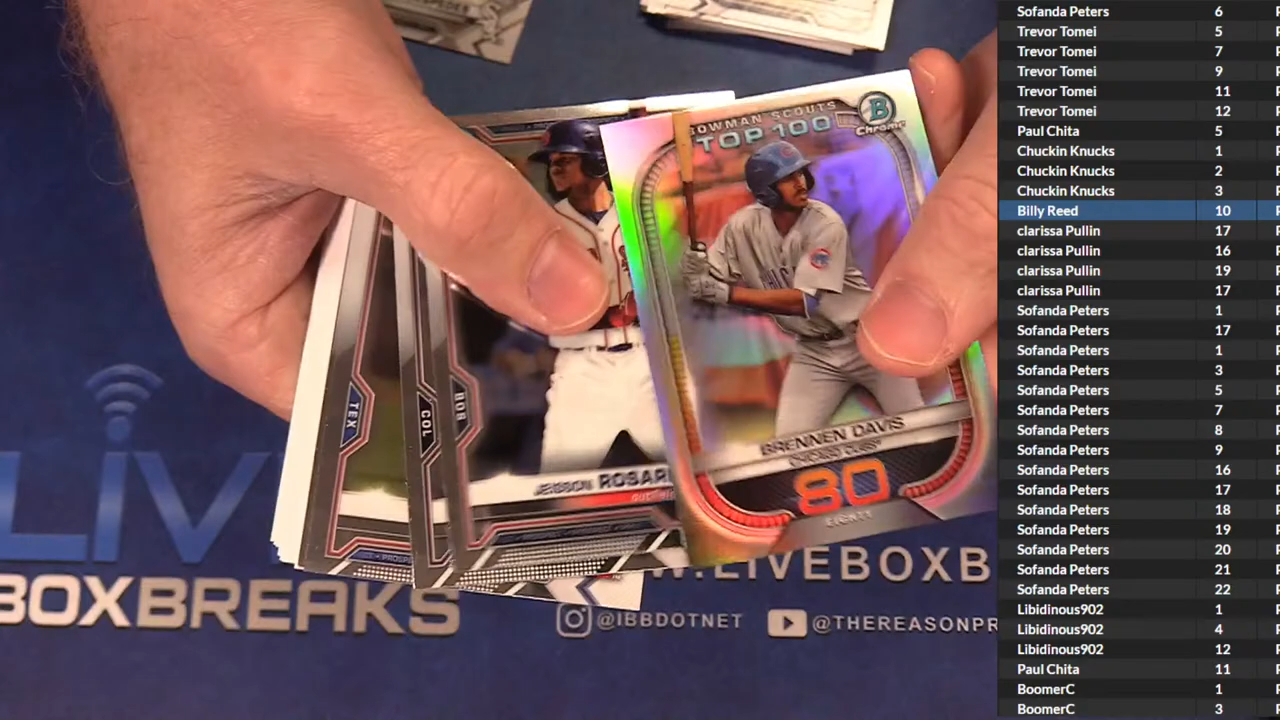 BOWMAN SCOUTS
TOP 100
B
Chrome
BRENNEN DAVIS
CHICAGO CUBS
80
EIGHTY
JEISSON ROSARI
TEX
COL
BOR
LIV
BOXBREAKS
W.LIVEBOXB
@IBBDOTNET
@THEREASONPR
Sofanda Peters 6
Trevor Tomei 5
Trevor Tomei 7
Trevor Tomei 9
Trevor Tomei 11
Trevor Tomei 12
Paul Chita 5
Chuckin Knucks 1
Chuckin Knucks 2
Chuckin Knucks 3
Billy Reed 10
clarissa Pullin 17
clarissa Pullin 16
clarissa Pullin 19
clarissa Pullin 17
Sofanda Peters 1
Sofanda Peters 17
Sofanda Peters 1
Sofanda Peters 3
Sofanda Peters 5
Sofanda Peters 7
Sofanda Peters 8
Sofanda Peters 9
Sofanda Peters 16
Sofanda Peters 17
Sofanda Peters 18
Sofanda Peters 19
Sofanda Peters 20
Sofanda Peters 21
Sofanda Peters 22
Libidinous902 1
Libidinous902 4
Libidinous902 12
Paul Chita 11
BoomerC 1
BoomerC 3